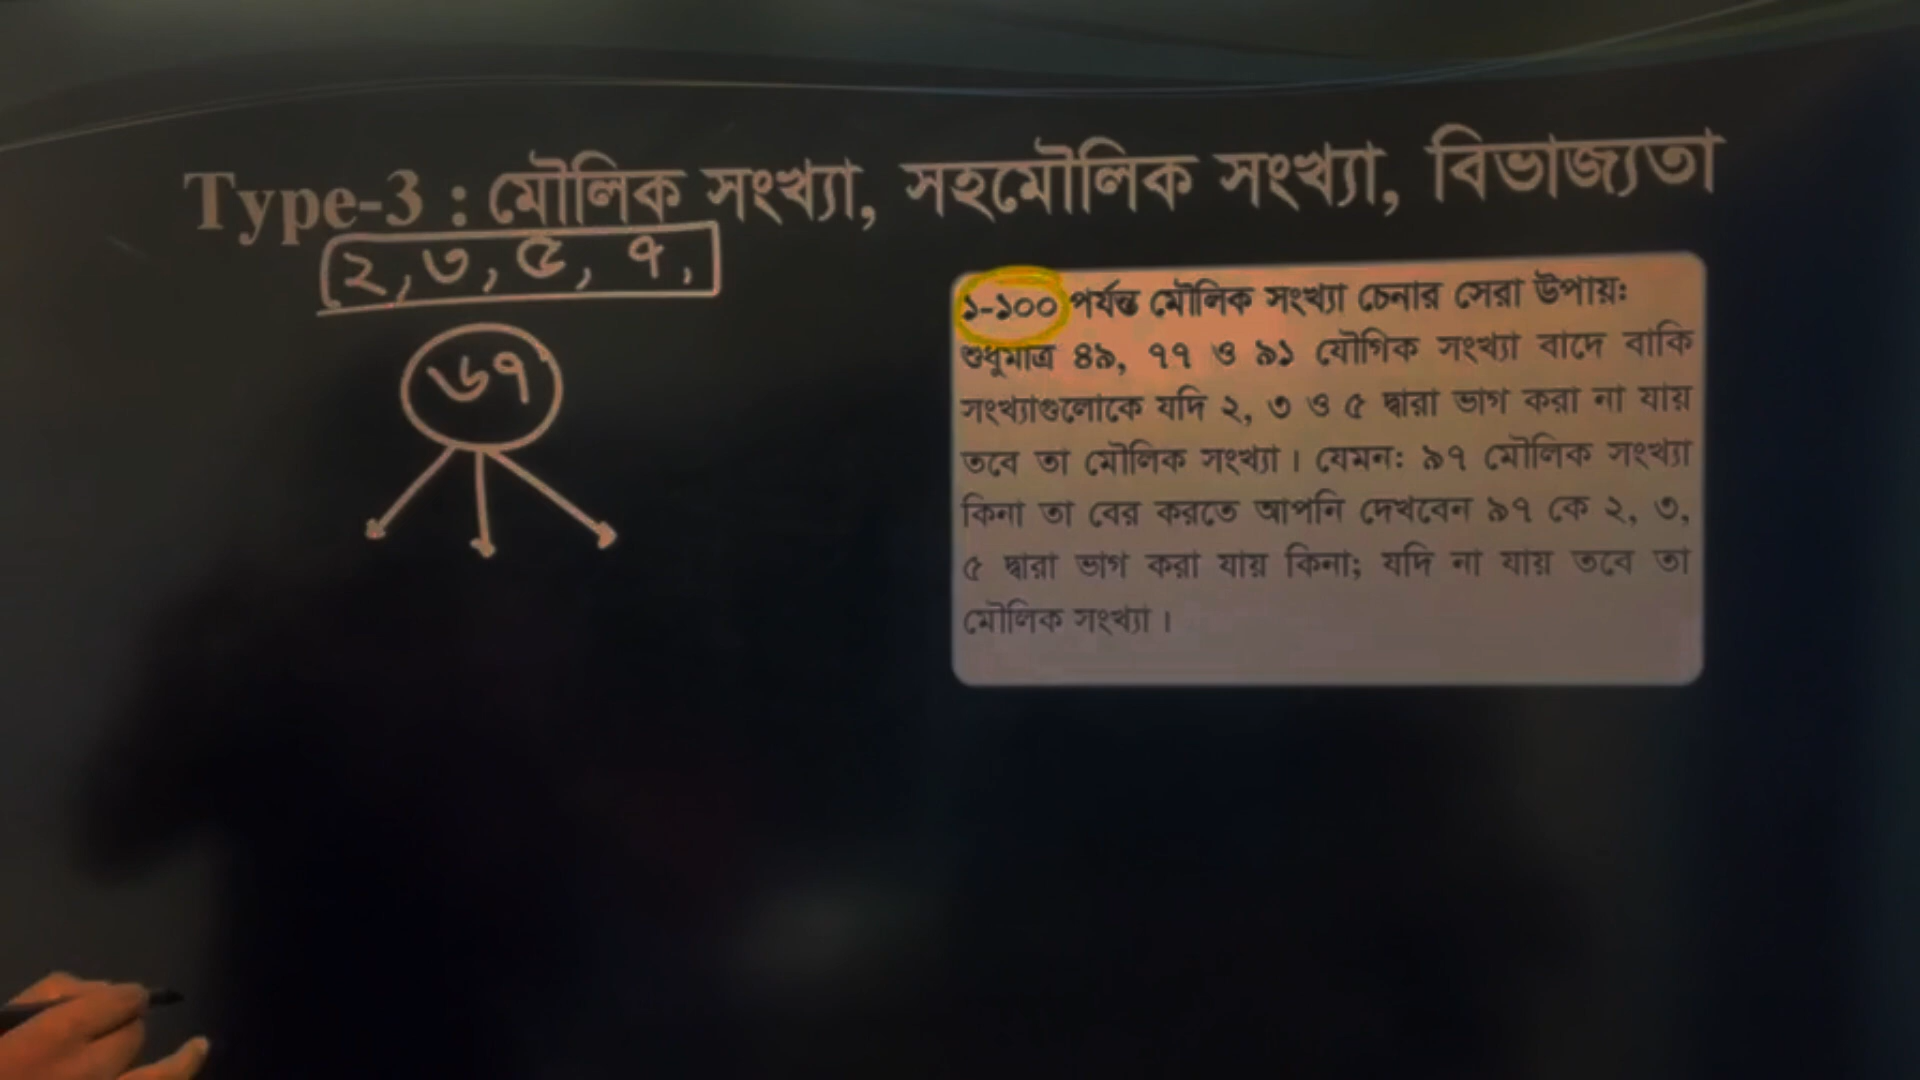 Type-3 : মৌলিক সংখ্যা, সহমৌলিক সংখ্যা, বিভাজ্যতা
২, ৩, ৫, ৭,
৬৭
১-১০০ পর্যন্ত মৌলিক সংখ্যা চেনার সেরা উপায়:
শুধুমাত্র ৪৯, ৭৭ ও ৯১ যৌগিক সংখ্যা বাদে বাকি
সংখ্যাগুলোকে যদি ২, ৩ ও ৫ দ্বারা ভাগ করা না যায়
তবে তা মৌলিক সংখ্যা। যেমন: ৯৭ মৌলিক সংখ্যা
কিনা তা বের করতে আপনি দেখবেন ৯৭ কে ২, ৩,
৫ দ্বারা ভাগ করা যায় কিনা; যদি না যায় তবে তা
মৌলিক সংখ্যা।